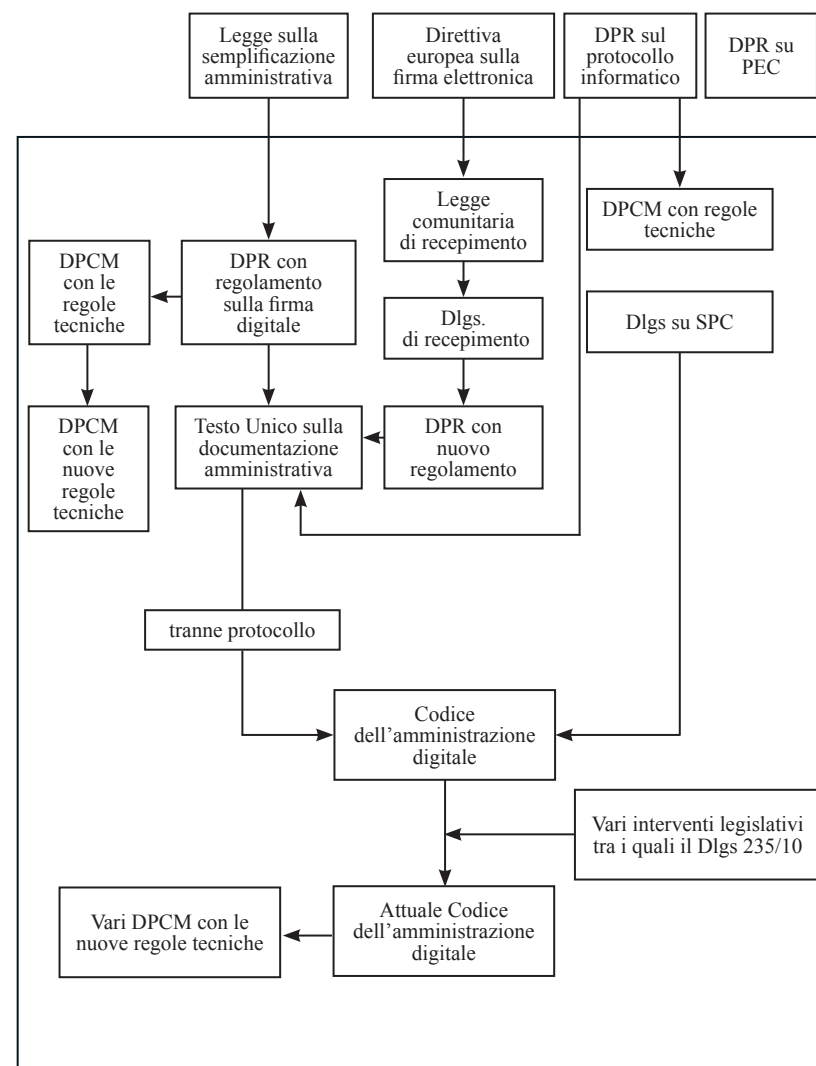 Legge sulla
semplificazione
amministrativa
Direttiva
europea sulla
firma elettronica
DPR sul
protocollo
informatico
DPR su
PEC
Legge
comunitaria
di recepimento
DPCM con regole
tecniche
DPCM
con le
regole
tecniche
DPR con
regolamento
sulla firma
digitale
Dlgs.
di recepimento
Dlgs su SPC
DPCM
con le
nuove
regole
tecniche
Testo Unico sulla
documentazione
amministrativa
DPR con
nuovo
regolamento
tranne protocollo
Codice
dell’amministrazione
digitale
Vari interventi legislativi
tra i quali il Dlgs 235/10
Vari DPCM con le
nuove regole tecniche
Attuale Codice
dell’amministrazione
digitale